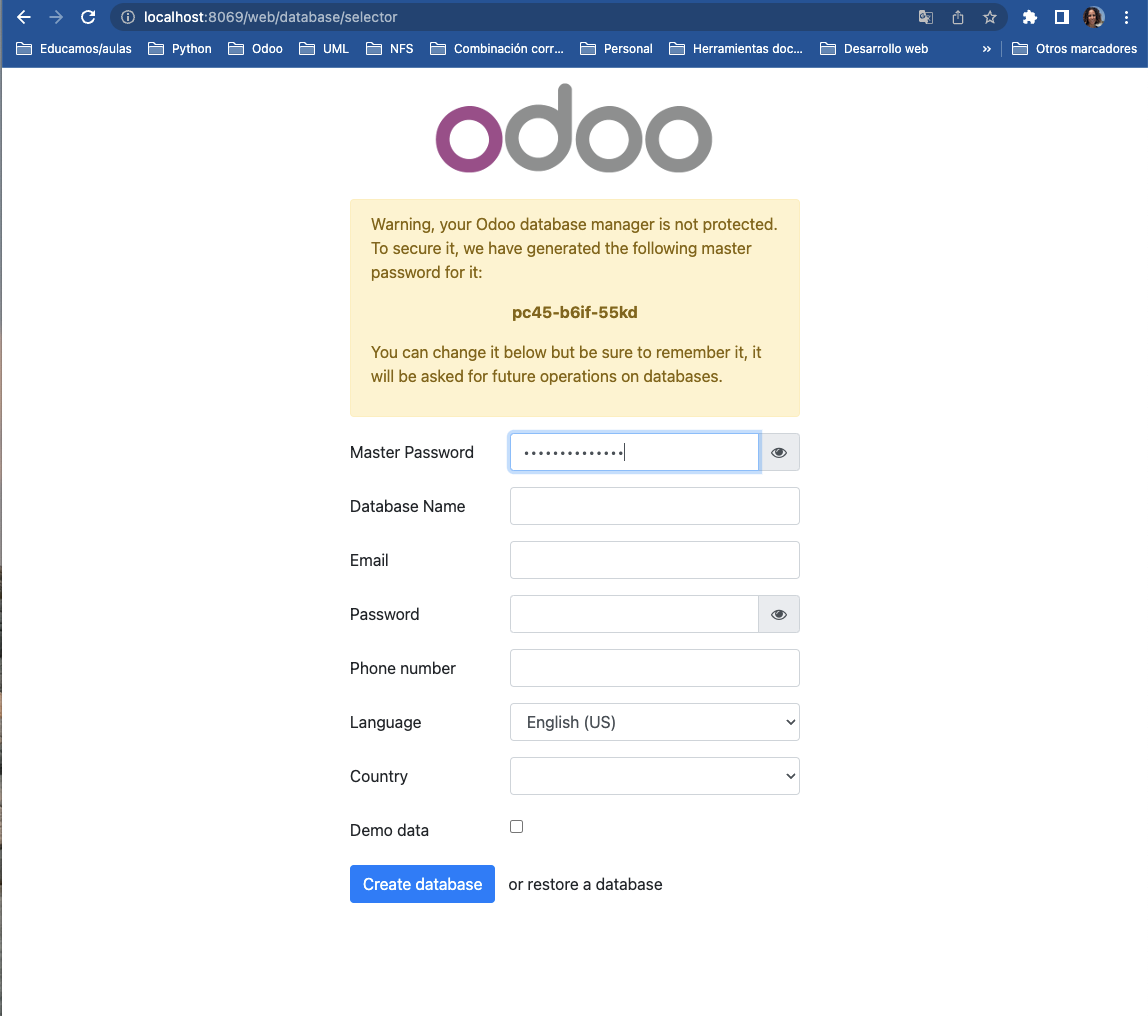 localhost:8069/web/database/selector
Educamos/aulas Python Odoo UML NFS Combinación corr... Personal Herramientas doc... Desarrollo web » Otros marcadores
odoo
Warning, your Odoo database manager is not protected.
To secure it, we have generated the following master
password for it:
pc45-b6if-55kd
You can change it below but be sure to remember it, it
will be asked for future operations on databases.
Master Password ••••••••••••••
Database Name
Email
Password
Phone number
Language English (US)
Country
Demo data
Create database or restore a database